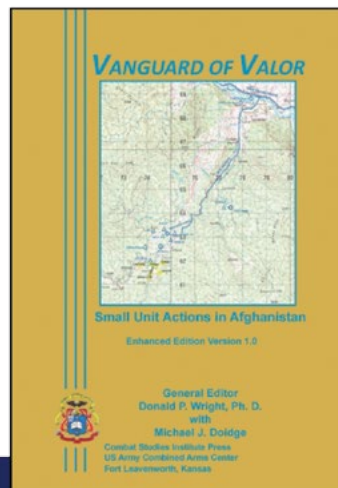 VANGUARD OF VALOR
Small Unit Actions in Afghanistan
Enhanced Edition Version 1.0
General Editor
Donald P. Wright, Ph. D.
with
Michael J. Doidge
Combat Studies Institute Press
US Army Combined Arms Center
Fort Leavenworth, Kansas